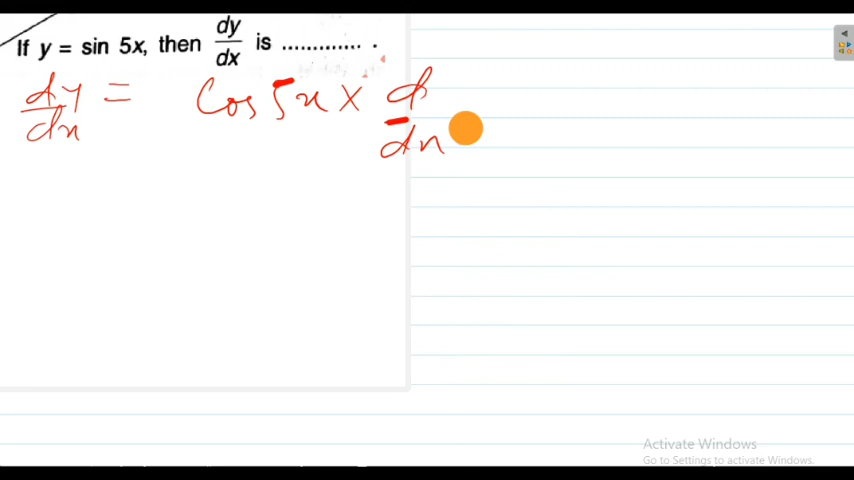 If y = sin 5x, then dy/dx is ............. .
dy/dx = Cos 5x × d/dx
Activate Windows
Go to Settings to activate Windows.